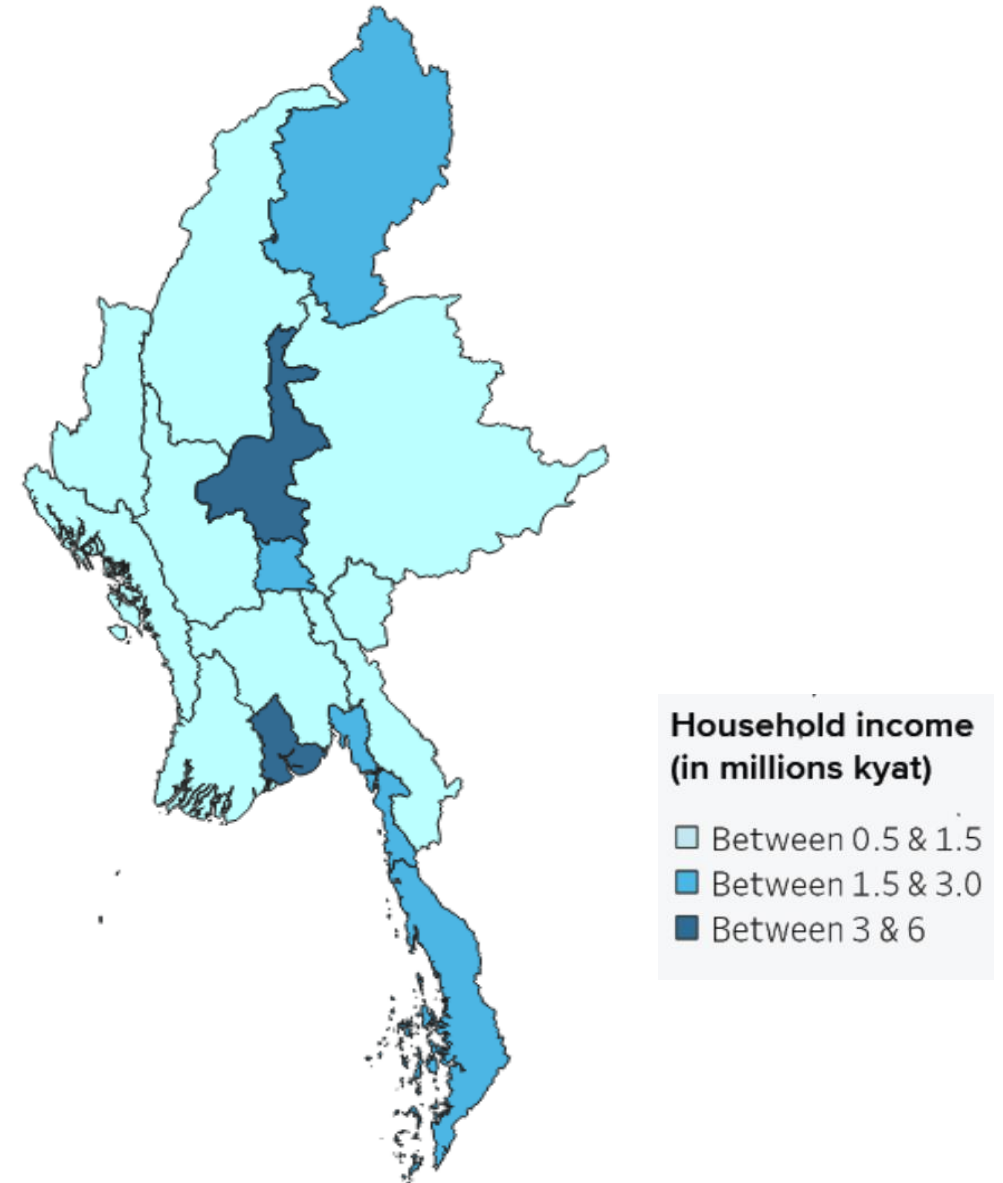 Household income
(in millions kyat)
Between 0.5 & 1.5
Between 1.5 & 3.0
Between 3 & 6